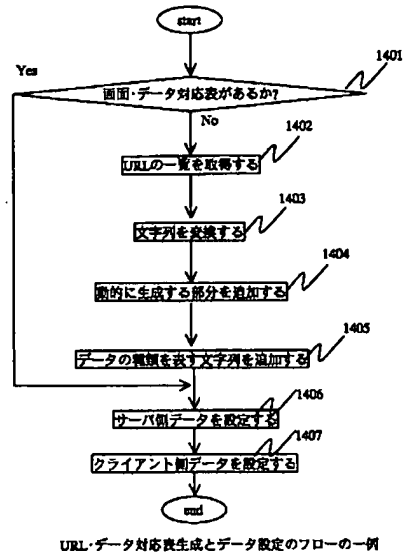 start
Yes
1401
画面・データ対応表があるか?
No
1402
URLの一覧を取得する
1403
文字列を変換する
1404
動的に生成する部分を追加する
1405
データの種類を表す文字列を追加する
1406
サーバ側データを設定する
1407
クライアント側データを設定する
end
URL・データ対応表生成とデータ設定のフローの一例